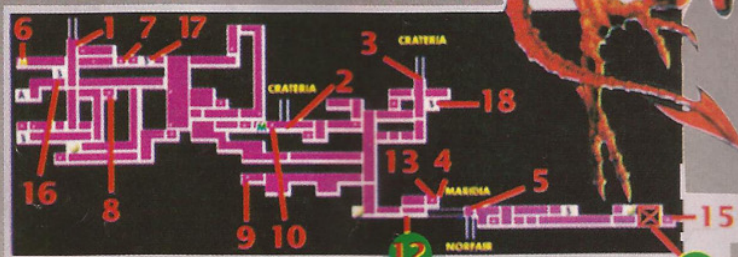 6 1 7 17
3 CRATERIA
CRATERIA 2
18
16 8
13 4
MARIDIA 5
9 10
12 NORFAIR
15